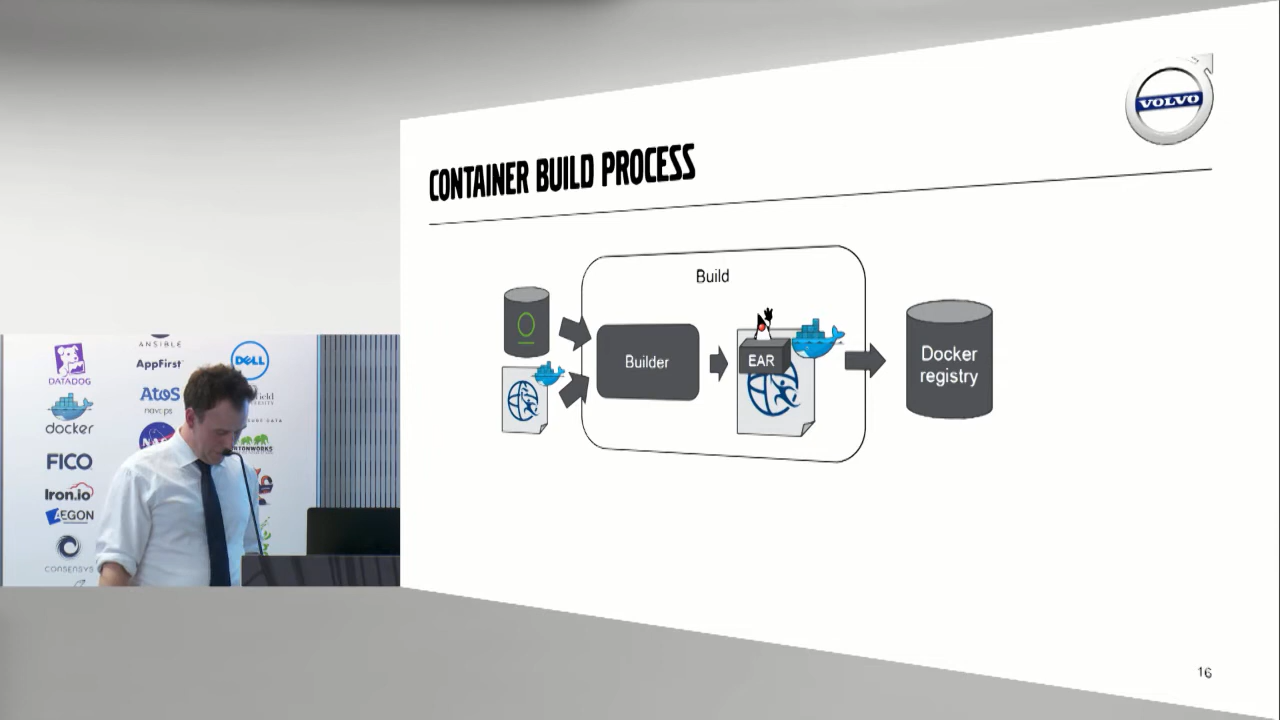 VOLVO
CONTAINER BUILD PROCESS
Build
Builder
EAR
Docker
registry
16
ANSIBLE
DATADOG
AppFirst
DELL
docker
AtoS
FICO
Iron.io
AEGON
CONSENSYS